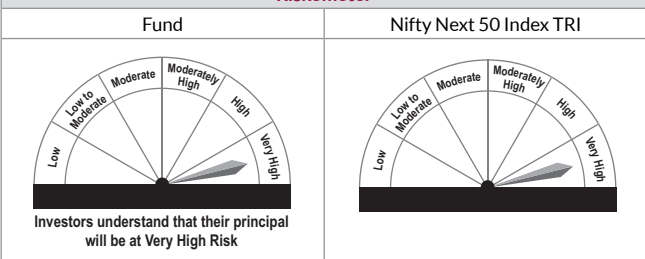 Riskometer
Fund
Nifty Next 50 Index TRI
Low
Low to
Moderate
Moderate
Moderately
High
High
Very High
Low
Low to
Moderate
Moderate
Moderately
High
High
Very High
Investors understand that their principal
will be at Very High Risk